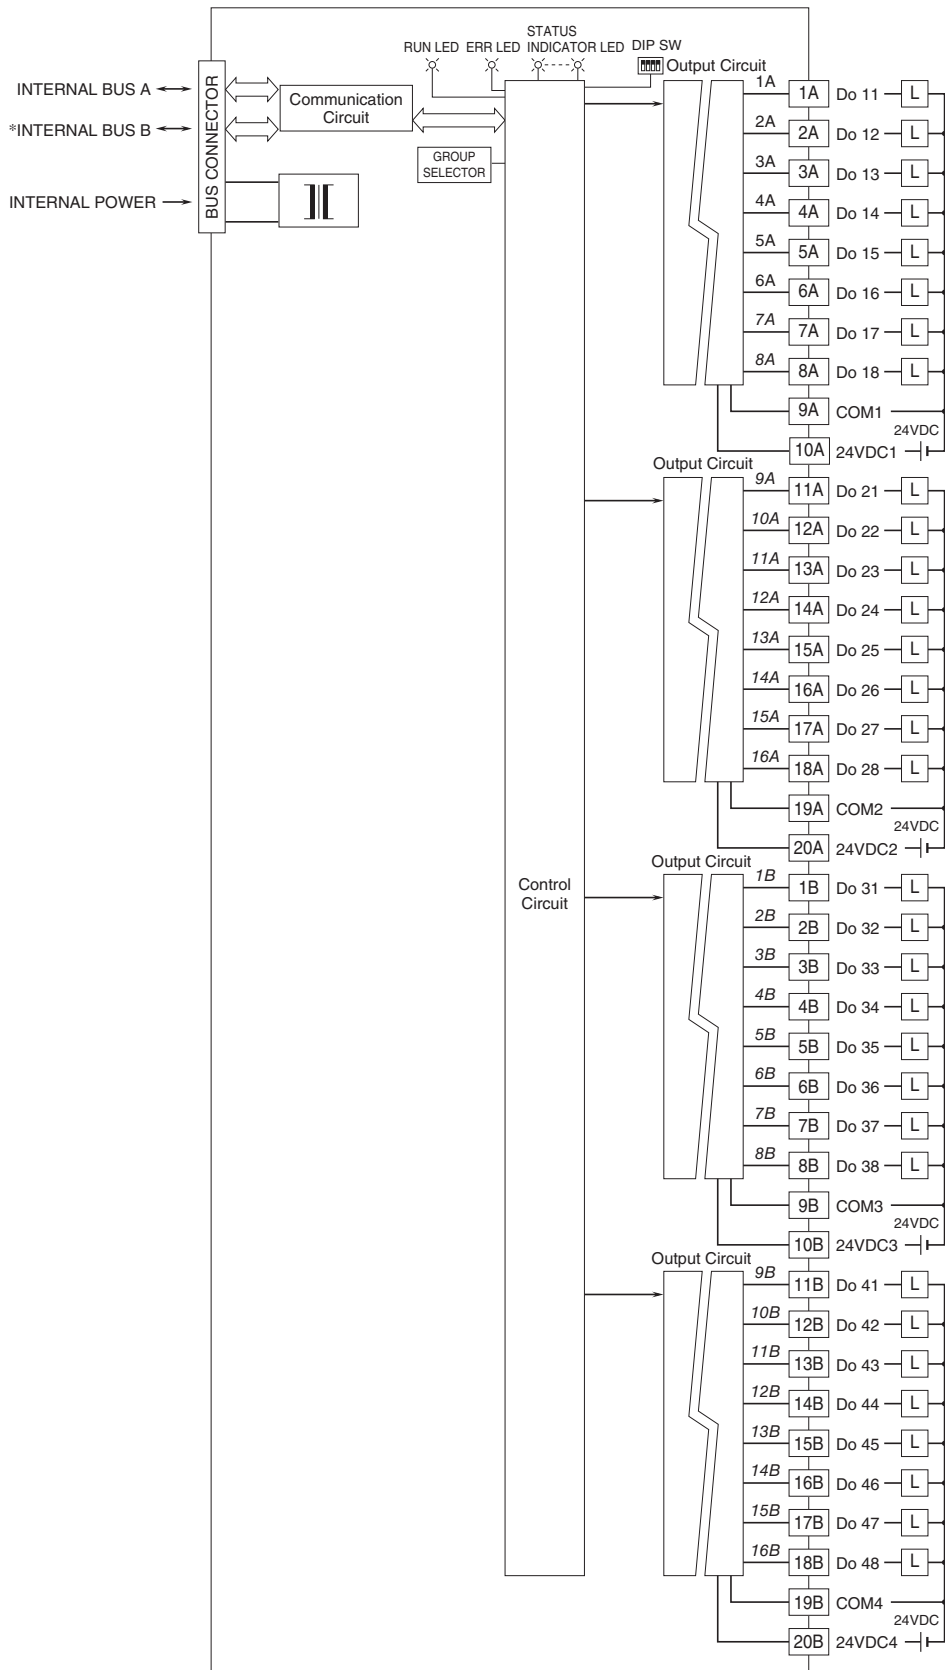 STATUS
RUN LED ERR LED INDICATOR LED DIP SW
INTERNAL BUS A
*INTERNAL BUS B
INTERNAL POWER
BUS CONNECTOR
Communication
Circuit
GROUP
SELECTOR
Control
Circuit
Output Circuit
1A 1A Do 11 L
2A 2A Do 12 L
3A 3A Do 13 L
4A 4A Do 14 L
5A 5A Do 15 L
6A 6A Do 16 L
7A 7A Do 17 L
8A 8A Do 18 L
9A COM1
24VDC
10A 24VDC1
Output Circuit
9A 11A Do 21 L
10A 12A Do 22 L
11A 13A Do 23 L
12A 14A Do 24 L
13A 15A Do 25 L
14A 16A Do 26 L
15A 17A Do 27 L
16A 18A Do 28 L
19A COM2
24VDC
20A 24VDC2
Output Circuit
1B 1B Do 31 L
2B 2B Do 32 L
3B 3B Do 33 L
4B 4B Do 34 L
5B 5B Do 35 L
6B 6B Do 36 L
7B 7B Do 37 L
8B 8B Do 38 L
9B COM3
24VDC
10B 24VDC3
Output Circuit
9B 11B Do 41 L
10B 12B Do 42 L
11B 13B Do 43 L
12B 14B Do 44 L
13B 15B Do 45 L
14B 16B Do 46 L
15B 17B Do 47 L
16B 18B Do 48 L
19B COM4
24VDC
20B 24VDC4